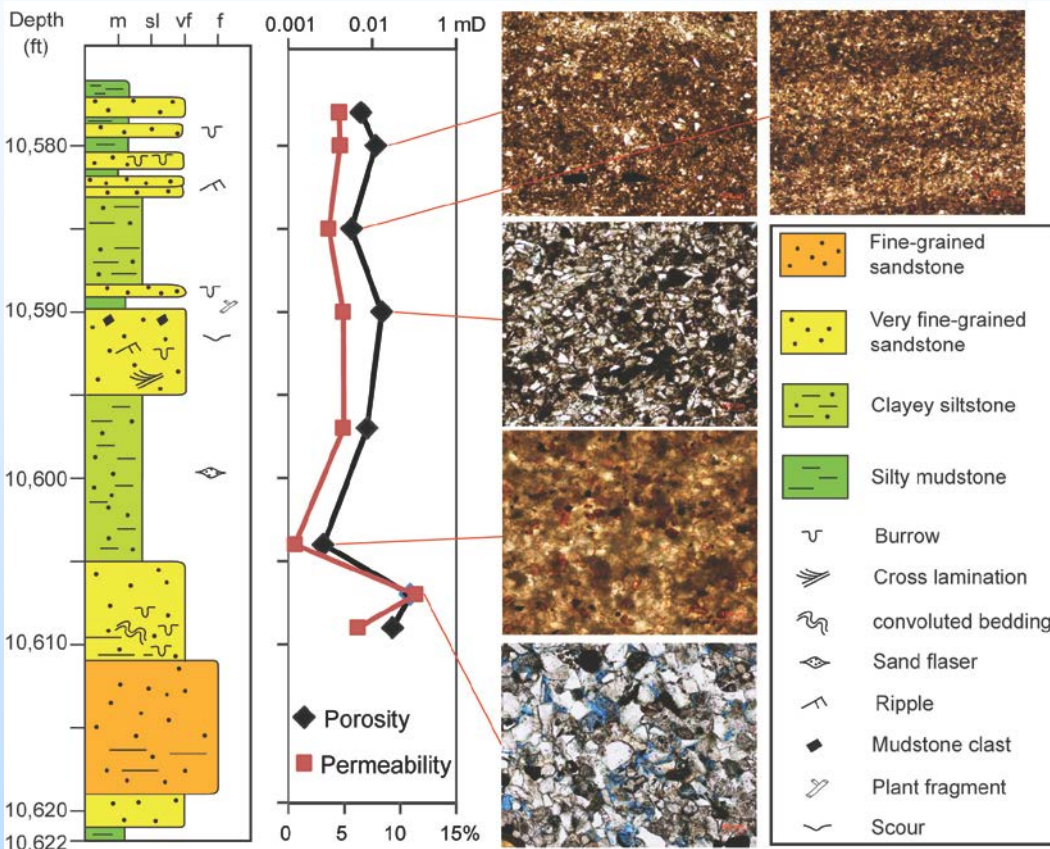 Depth
(ft)
m sl vf f
0.001 0.01 1 mD
10,580
10,590
10,600
10,610
10,620
10,622
Porosity
Permeability
0 5 10 15%
Fine-grained
sandstone
Very fine-grained
sandstone
Clayey siltstone
Silty mudstone
Burrow
Cross lamination
convoluted bedding
Sand flaser
Ripple
Mudstone clast
Plant fragment
Scour